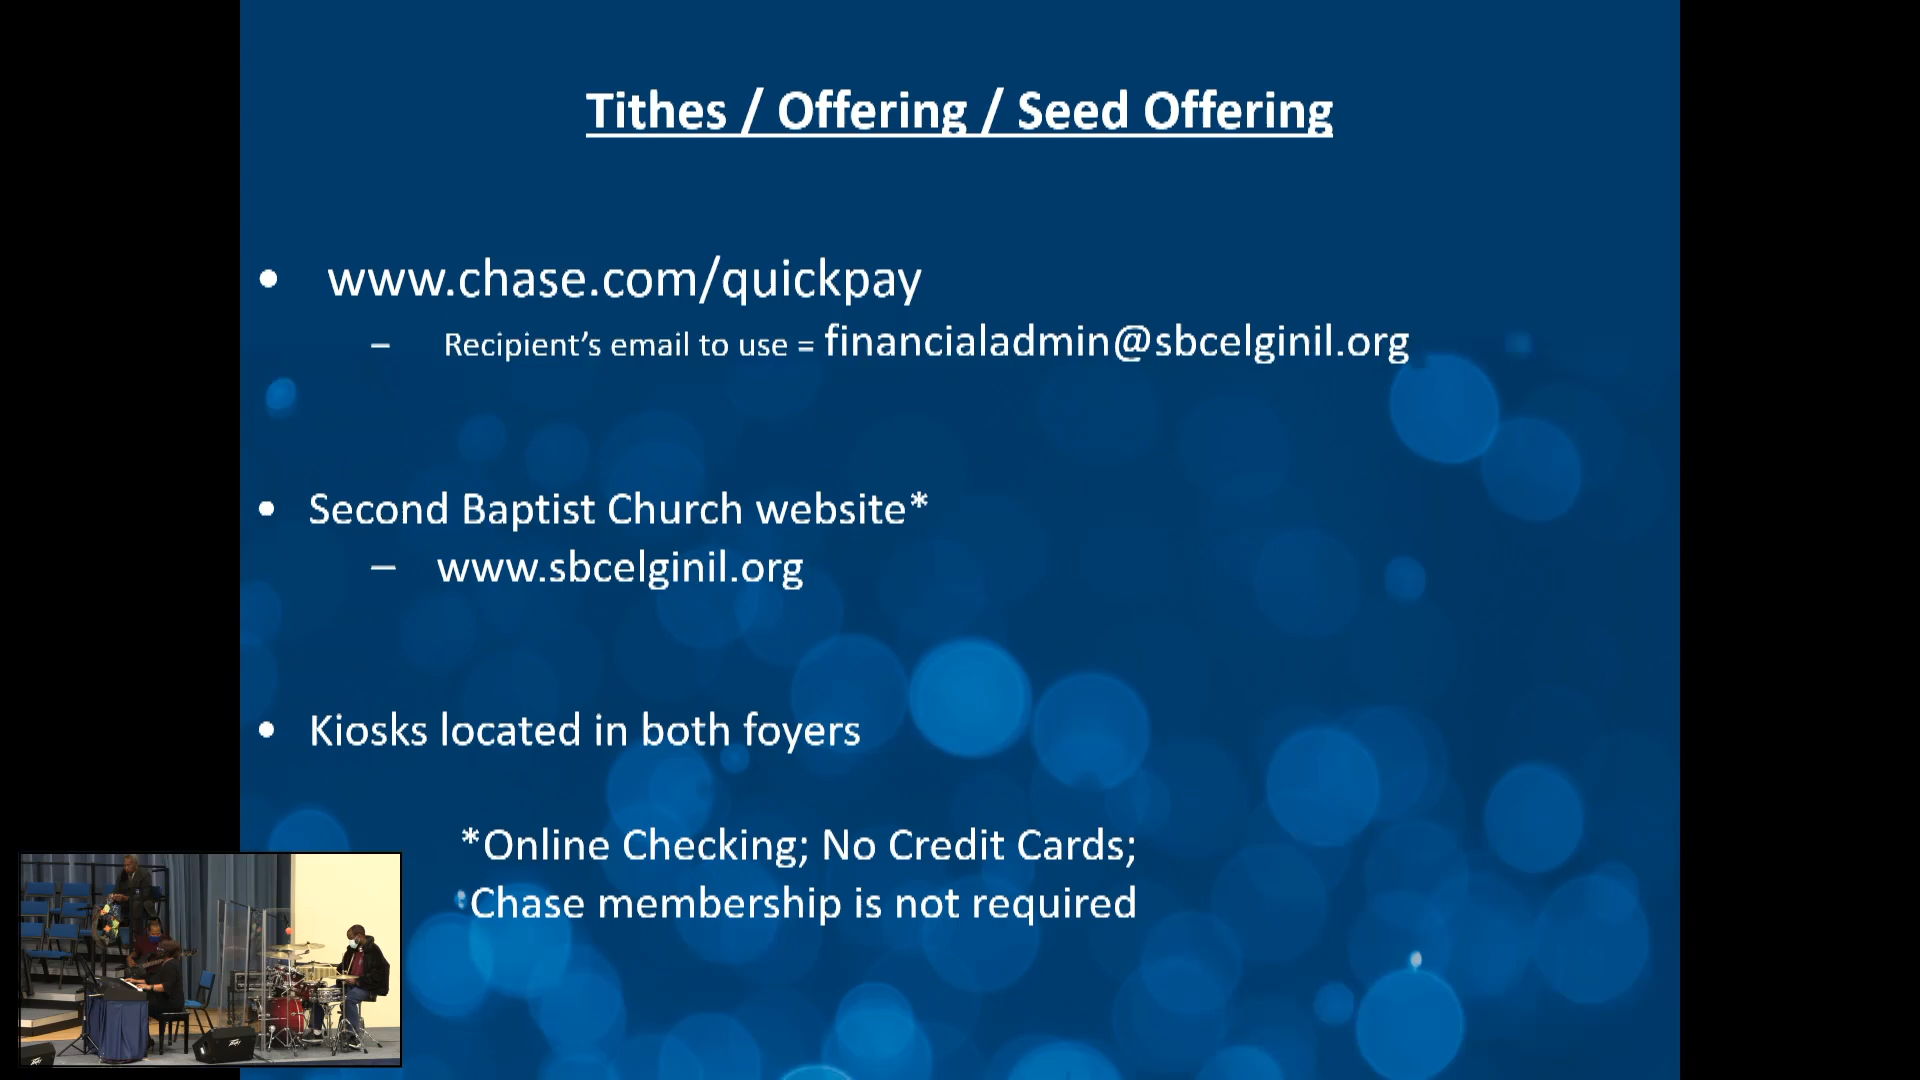 Tithes / Offering / Seed Offering
• www.chase.com/quickpay
– Recipient’s email to use = financialadmin@sbcelginil.org
• Second Baptist Church website*
– www.sbcelginil.org
• Kiosks located in both foyers
*Online Checking; No Credit Cards;
Chase membership is not required